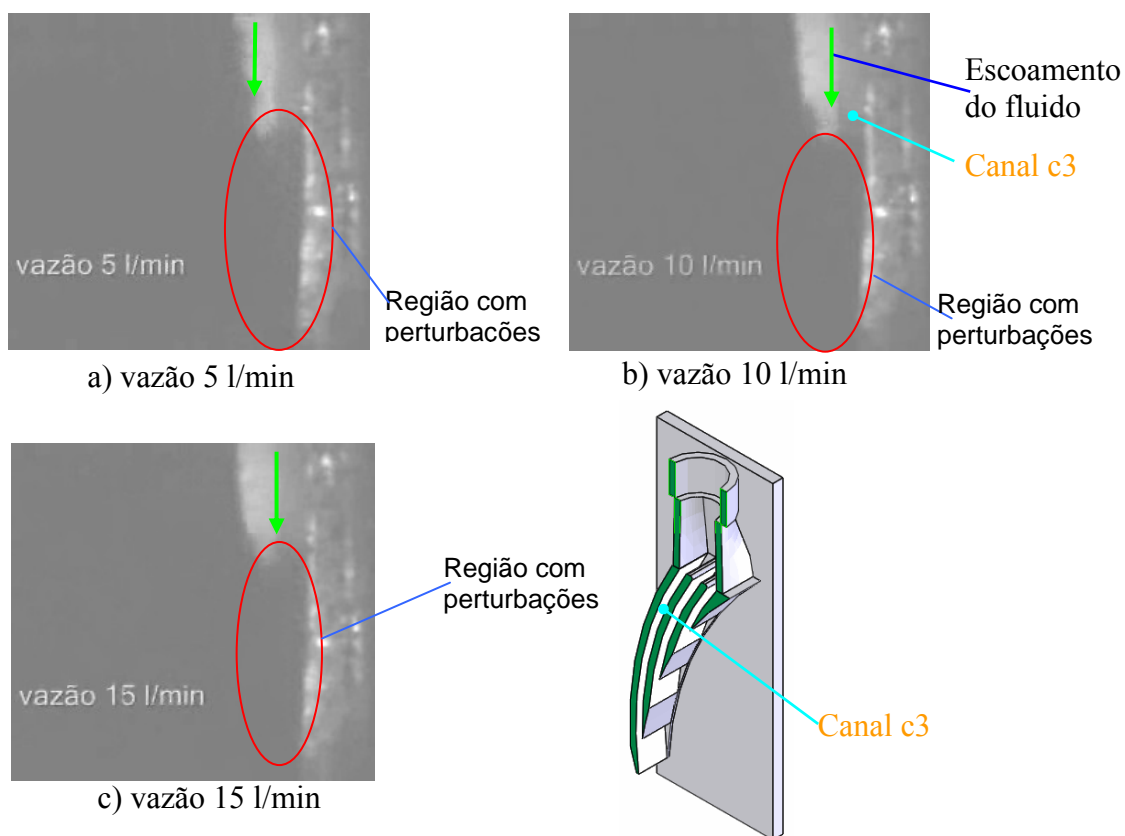 Escoamento
do fluido
Canal c3
vazão 5 l/min
Região com
perturbacões
a) vazão 5 l/min
vazão 10 l/min
Região com
perturbações
b) vazão 10 l/min
vazão 15 l/min
Região com
perturbações
c) vazão 15 l/min
Canal c3